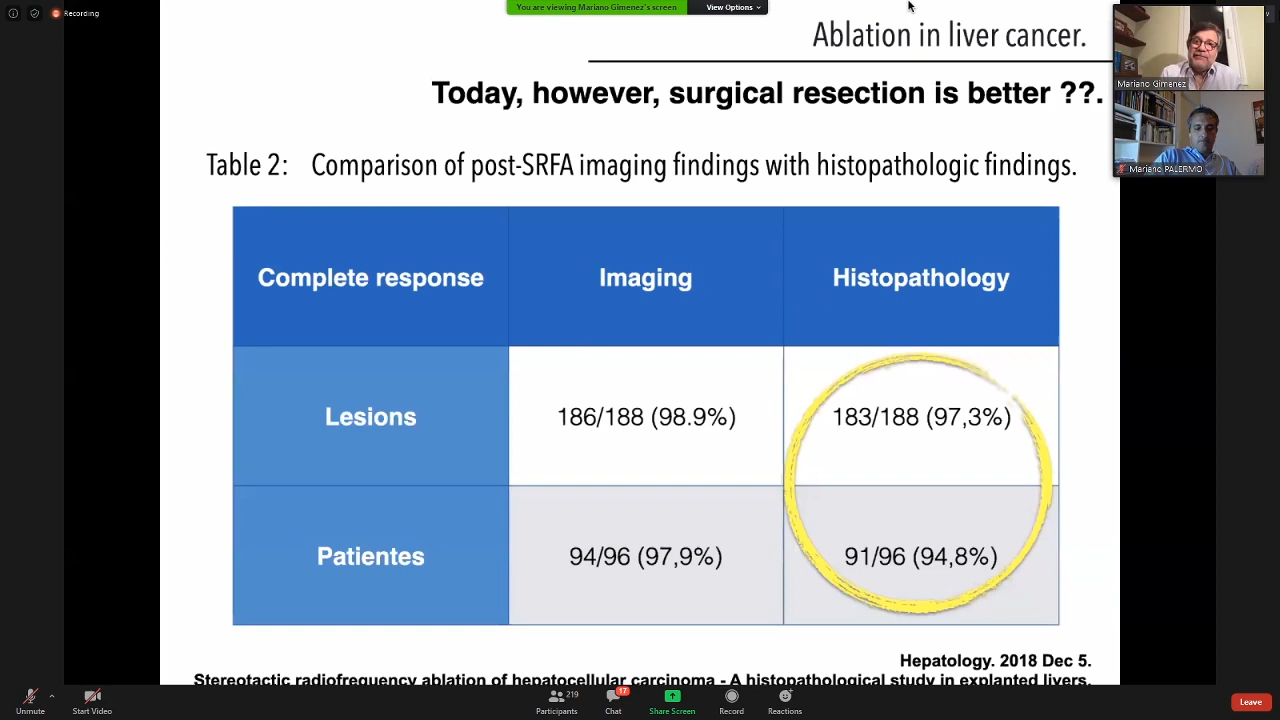 Recording
You are viewing Mariano Gimenez's screen
View Options
Ablation in liver cancer.
Today, however, surgical resection is better ??.
Mariano Gimenez
Mariano PALERMO
Table 2: Comparison of post-SRFA imaging findings with histopathologic findings.
Complete response Imaging Histopathology
Lesions 186/188 (98.9%) 183/188 (97,3%)
Patientes 94/96 (97,9%) 91/96 (94,8%)
Hepatology. 2018 Dec 5.
Stereotactic radiofrequency ablation of hepatocellular carcinoma - A histopathological study in explanted livers.
Unmute Start Video 219 Participants 17 Chat Share Screen Record Reactions Leave